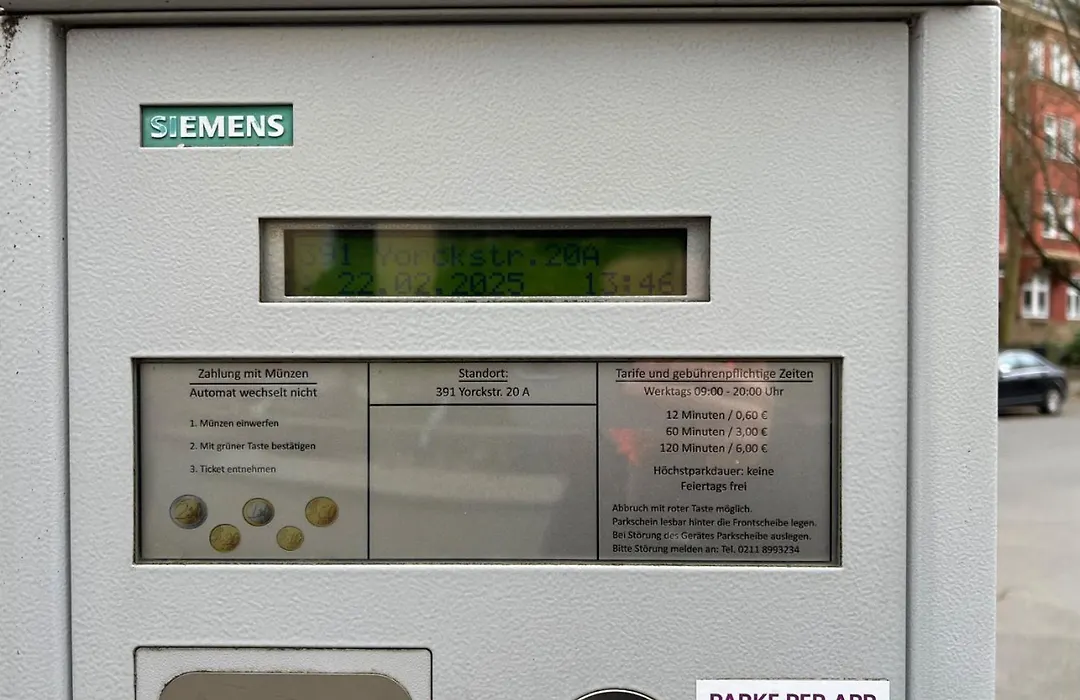 SIEMENS
391 Yorckstr.20A
. 22.02.2025 13:46
Zahlung mit Münzen
Automat wechselt nicht
1. Münzen einwerfen
2. Mit grüner Taste bestätigen
3. Ticket entnehmen
Standort:
391 Yorckstr. 20 A
Tarife und gebührenpflichtige Zeiten
Werktags 09:00 - 20:00 Uhr
12 Minuten / 0,60 €
60 Minuten / 3,00 €
120 Minuten / 6,00 €
Höchstparkdauer: keine
Feiertags frei
Abbruch mit roter Taste möglich.
Parkschein lesbar hinter die Frontscheibe legen.
Bei Störung des Gerätes Parkscheibe auslegen.
Bitte Störung melden an: Tel. 0211 8993234
PARKE PER APP